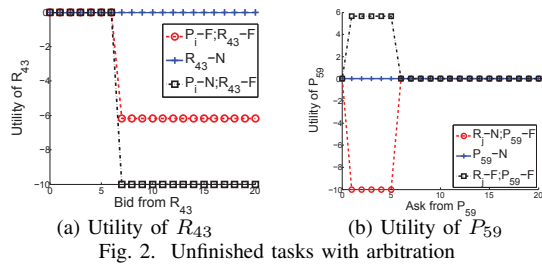 0
−2
−4
−6
−8
−10
0 5 10 15 20
Utility of R43
Bid from R43
Pi−F;R43−F
R43−N
Pi−N;R43−F
6
4
2
0
−2
−4
−6
−8
−10
0 5 10 15 20
Utility of P59
Ask from P59
Rj−N;P59−F
P59−N
Rj−F;P59−F
(a) Utility of R43
(b) Utility of P59
Fig. 2. Unfinished tasks with arbitration